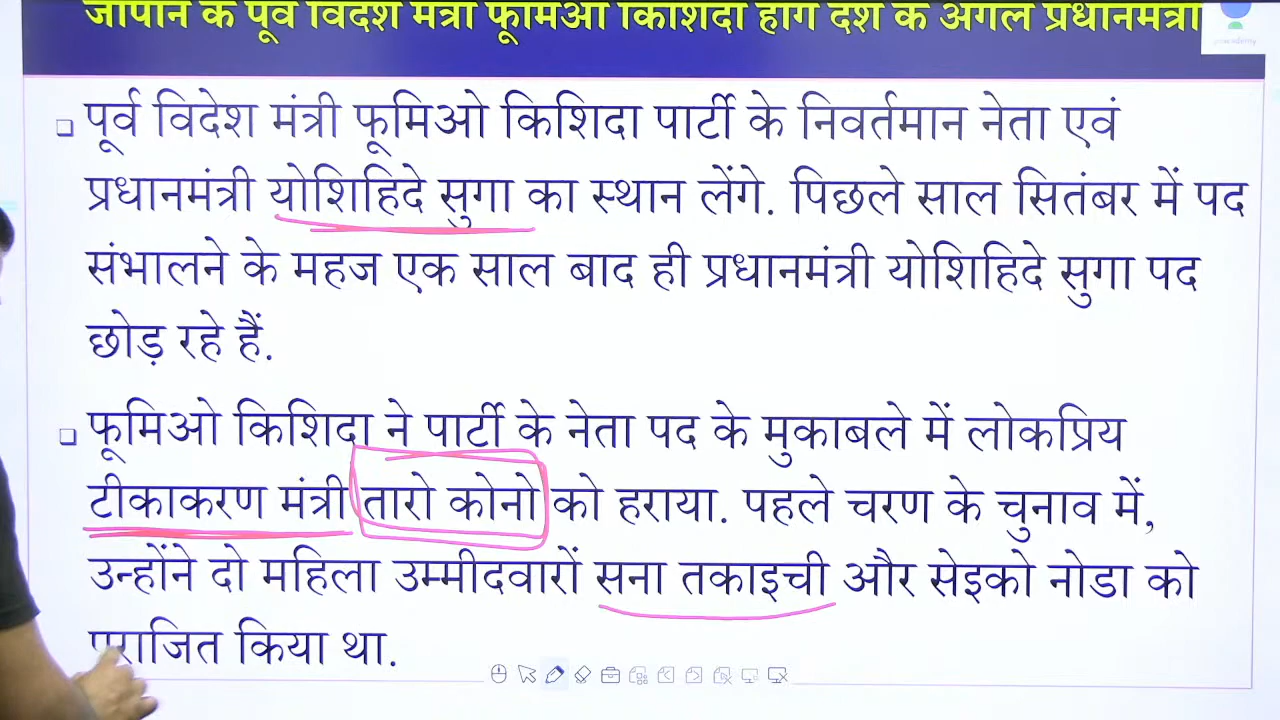 जापान के पूर्व विदेश मंत्री फूमिओ किशिदा होंगे देश के अगले प्रधानमंत्री
पूर्व विदेश मंत्री फूमिओ किशिदा पार्टी के निवर्तमान नेता एवं
प्रधानमंत्री योशिहिदे सुगा का स्थान लेंगे. पिछले साल सितंबर में पद
संभालने के महज एक साल बाद ही प्रधानमंत्री योशिहिदे सुगा पद
छोड़ रहे हैं.
फूमिओ किशिदा ने पार्टी के नेता पद के मुकाबले में लोकप्रिय
टीकाकरण मंत्री तारो कोनो को हराया. पहले चरण के चुनाव में,
उन्होंने दो महिला उम्मीदवारों सना तकाइची और सेइको नोडा को
पराजित किया था.